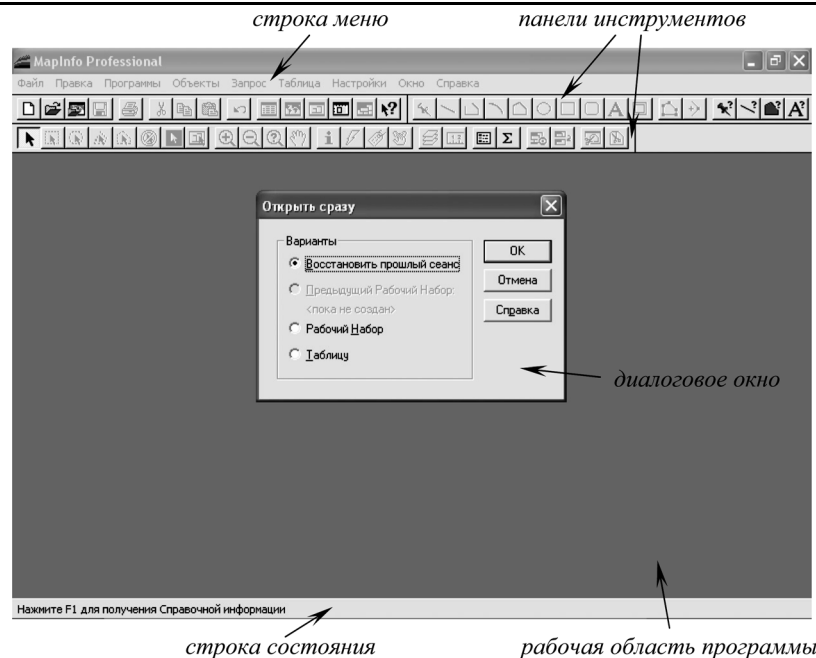 строка меню
панели инструментов
MapInfo Professional
Файл Правка Программы Объекты Запрос Таблица Настройки Окно Справка
Открыть сразу
Варианты
Восстановить прошлый сеанс
Предыдущий Рабочий Набор:
<пока не создан>
Рабочий Набор
Таблицу
OK
Отмена
Справка
диалоговое окно
Нажмите F1 для получения Справочной информации
строка состояния
рабочая область программы